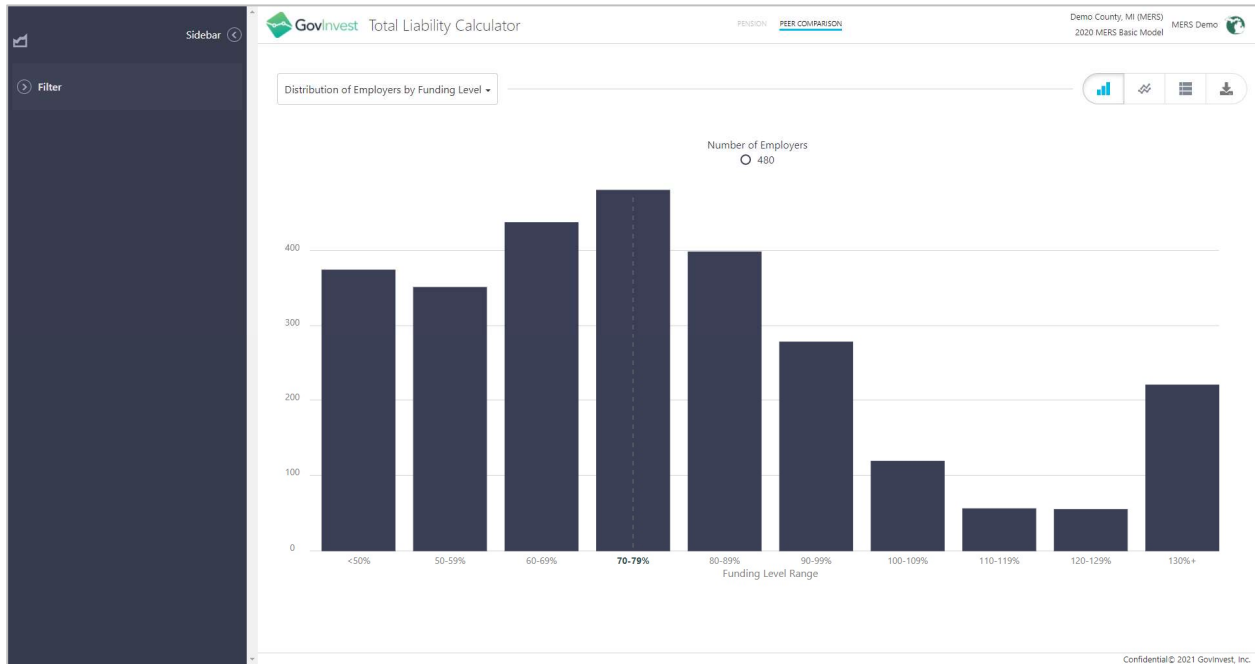 Sidebar
Filter
GovInvest Total Liability Calculator
PENSION PEER COMPARISON
Demo County, MI (MERS)
2020 MERS Basic Model
MERS Demo
Distribution of Employers by Funding Level
Number of Employers
480
400
300
200
100
0
<50% 50-59% 60-69% 70-79% 80-89% 90-99% 100-109% 110-119% 120-129% 130%+
Funding Level Range
Confidential© 2021 Govinvest, Inc.